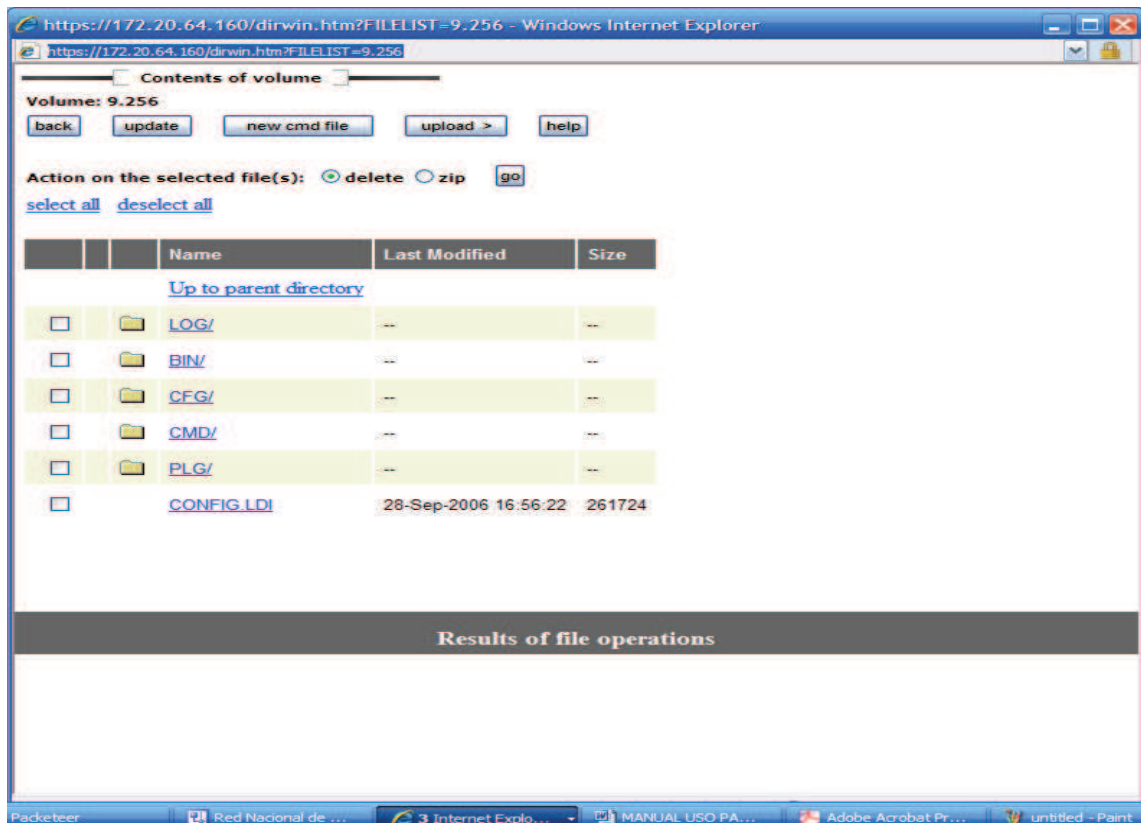 https://172.20.64.160/dirwin.htm?FILELIST=9.256 - Windows Internet Explorer
https://172.20.64.160/dirwin.htm?FILELIST=9.256
Contents of volume
Volume: 9.256
back update new cmd file upload > help
Action on the selected file(s): delete zip go
select all deselect all
Name Last Modified Size
Up to parent directory
LOG/ -- --
BIN/ -- --
CFG/ -- --
CMD/ -- --
PLG/ -- --
CONFIG.LDI 28-Sep-2006 16:56:22 261724
Results of file operations
Packeteer Red Nacional de ... 3 Internet Explo... MANUAL USO PA... Adobe Acrobat Pr... untitled - Paint